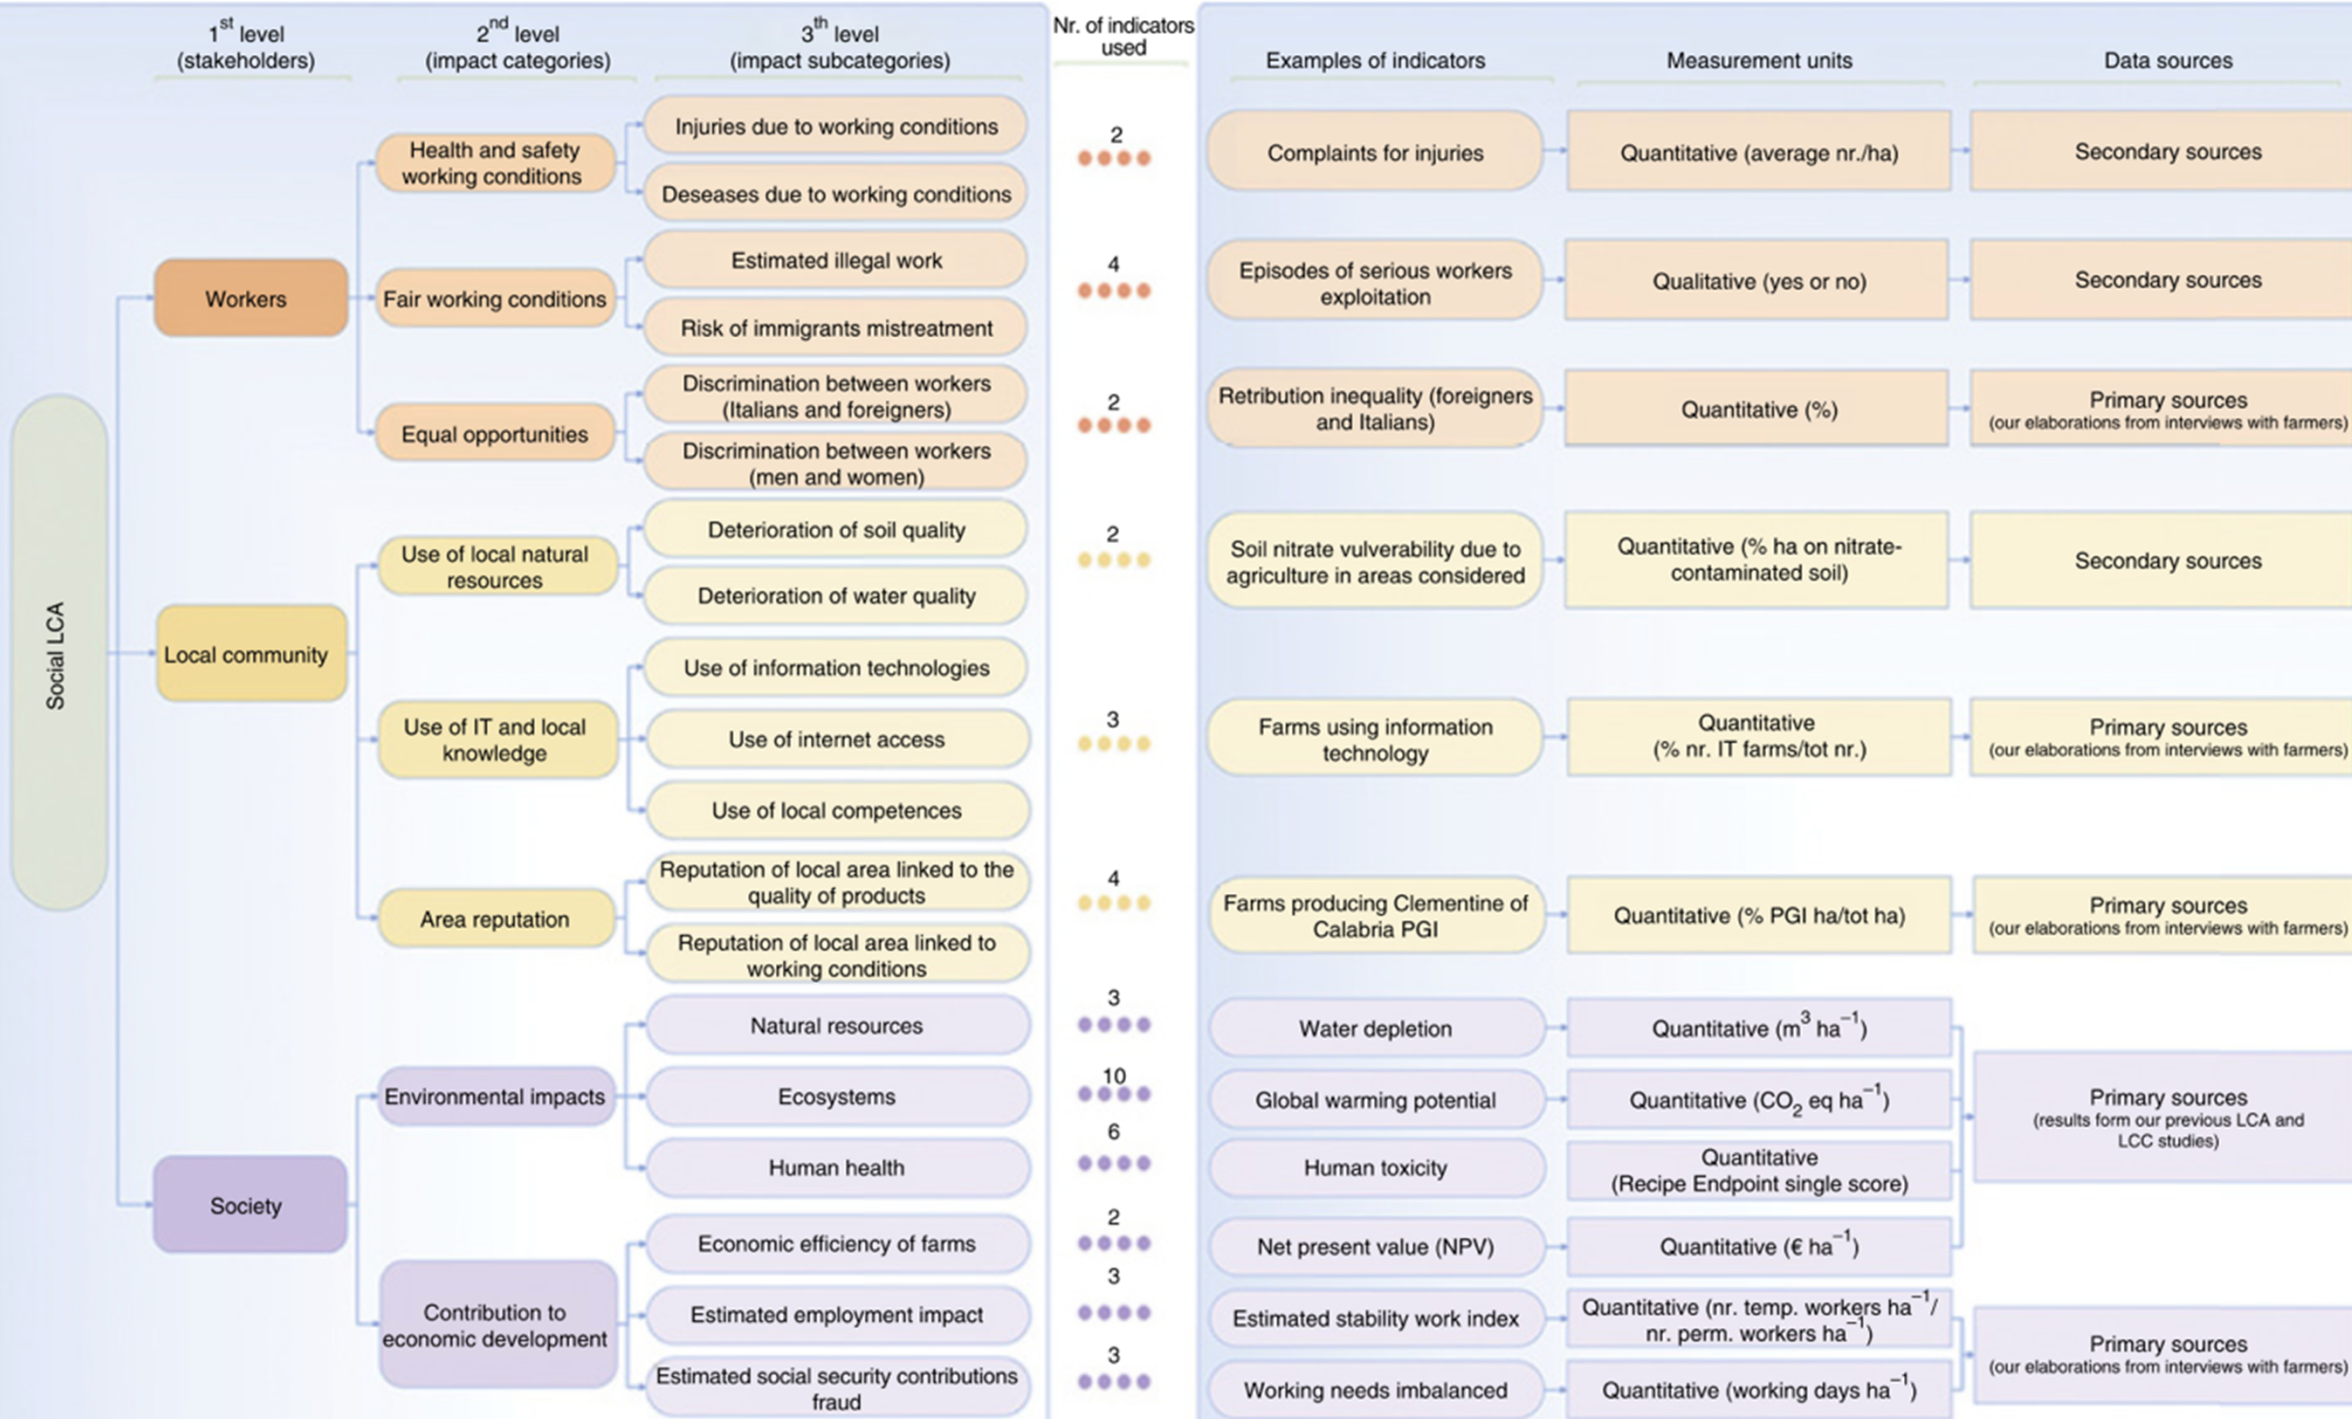 1st level
(stakeholders)
2nd level
(impact categories)
3th level
(impact subcategories)
Nr. of indicators
used
Examples of indicators
Measurement units
Data sources
Social LCA
Workers
Health and safety
working conditions
Injuries due to working conditions
Deseases due to working conditions
2
Complaints for injuries
Quantitative (average nr./ha)
Secondary sources
Fair working conditions
Estimated illegal work
Risk of immigrants mistreatment
4
Episodes of serious workers
exploitation
Qualitative (yes or no)
Secondary sources
Equal opportunities
Discrimination between workers
(Italians and foreigners)
Discrimination between workers
(men and women)
2
Retribution inequality (foreigners
and Italians)
Quantitative (%)
Primary sources
(our elaborations from interviews with farmers)
Local community
Use of local natural
resources
Deterioration of soil quality
Deterioration of water quality
2
Soil nitrate vulverability due to
agriculture in areas considered
Quantitative (% ha on nitrate-
contaminated soil)
Secondary sources
Use of IT and local
knowledge
Use of information technologies
Use of internet access
Use of local competences
3
Farms using information
technology
Quantitative
(% nr. IT farms/tot nr.)
Primary sources
(our elaborations from interviews with farmers)
Area reputation
Reputation of local area linked to the
quality of products
Reputation of local area linked to
working conditions
4
Farms producing Clementine of
Calabria PGI
Quantitative (% PGI ha/tot ha)
Primary sources
(our elaborations from interviews with farmers)
Society
Environmental impacts
Natural resources
3
Water depletion
Quantitative (m³ ha⁻¹)
Ecosystems
10
Global warming potential
Quantitative (CO₂ eq ha⁻¹)
Human health
6
Human toxicity
Quantitative
(Recipe Endpoint single score)
Primary sources
(results form our previous LCA and
LCC studies)
Contribution to
economic development
Economic efficiency of farms
2
Net present value (NPV)
Quantitative (€ ha⁻¹)
Estimated employment impact
3
Estimated stability work index
Quantitative (nr. temp. workers ha⁻¹/
nr. perm. workers ha⁻¹)
Estimated social security contributions
fraud
3
Working needs imbalanced
Quantitative (working days ha⁻¹)
Primary sources
(our elaborations from interviews with farmers)